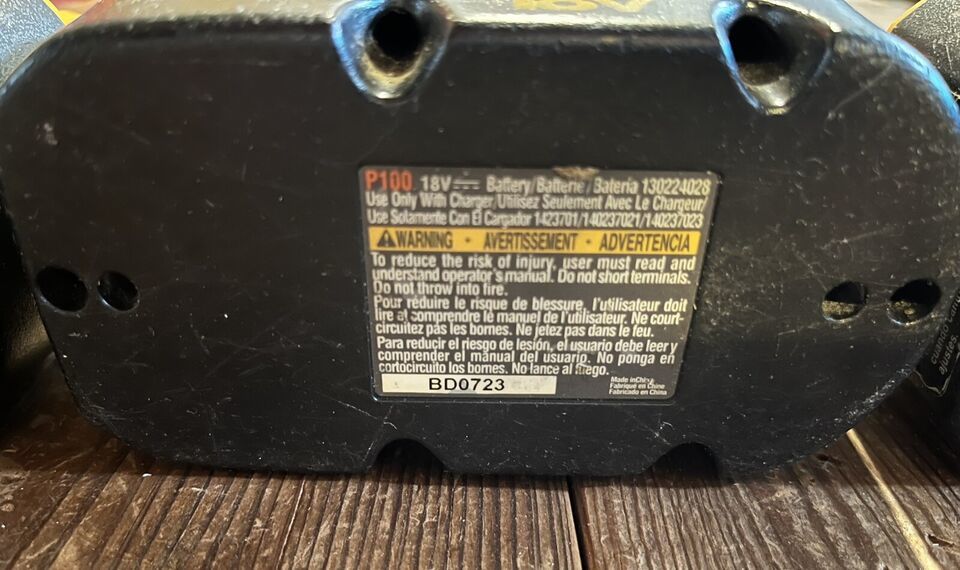 18V
P100 18V Battery/Batterie/Batería 130224028
Use Only With Charger/Utilisez Seulement Avec Le Chargeur/
Use Solamente Con El Cargador 1423701/140237021/140237023
WARNING • AVERTISSEMENT • ADVERTENCIA
To reduce the risk of injury, user must read and
understand operator's manual. Do not short terminals.
Do not throw into fire.
Pour réduire le risque de blessure, l'utilisateur doit
lire et comprendre le manuel de l'utilisateur. Ne court-
circuitez pas les bornes. Ne jetez pas dans le feu.
Para reducir el riesgo de lesión, el usuario debe leer y
comprender el manual del usuario. No ponga en
cortocircuito los bornes. No lance al fuego.
BD0723
Made in China
Fabriqué en Chine
Fabricado en China